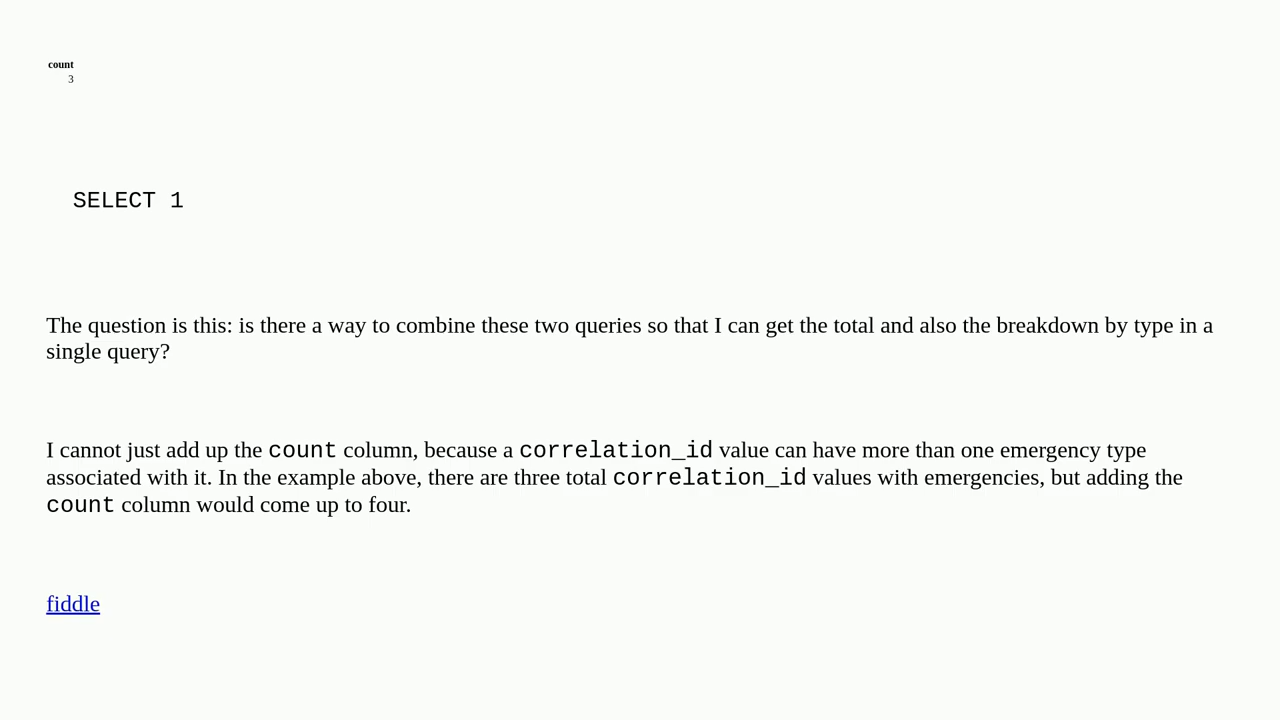 count
3
SELECT 1
The question is this: is there a way to combine these two queries so that I can get the total and also the breakdown by type in a
single query?
I cannot just add up the count column, because a correlation_id value can have more than one emergency type
associated with it. In the example above, there are three total correlation_id values with emergencies, but adding the
count column would come up to four.
fiddle